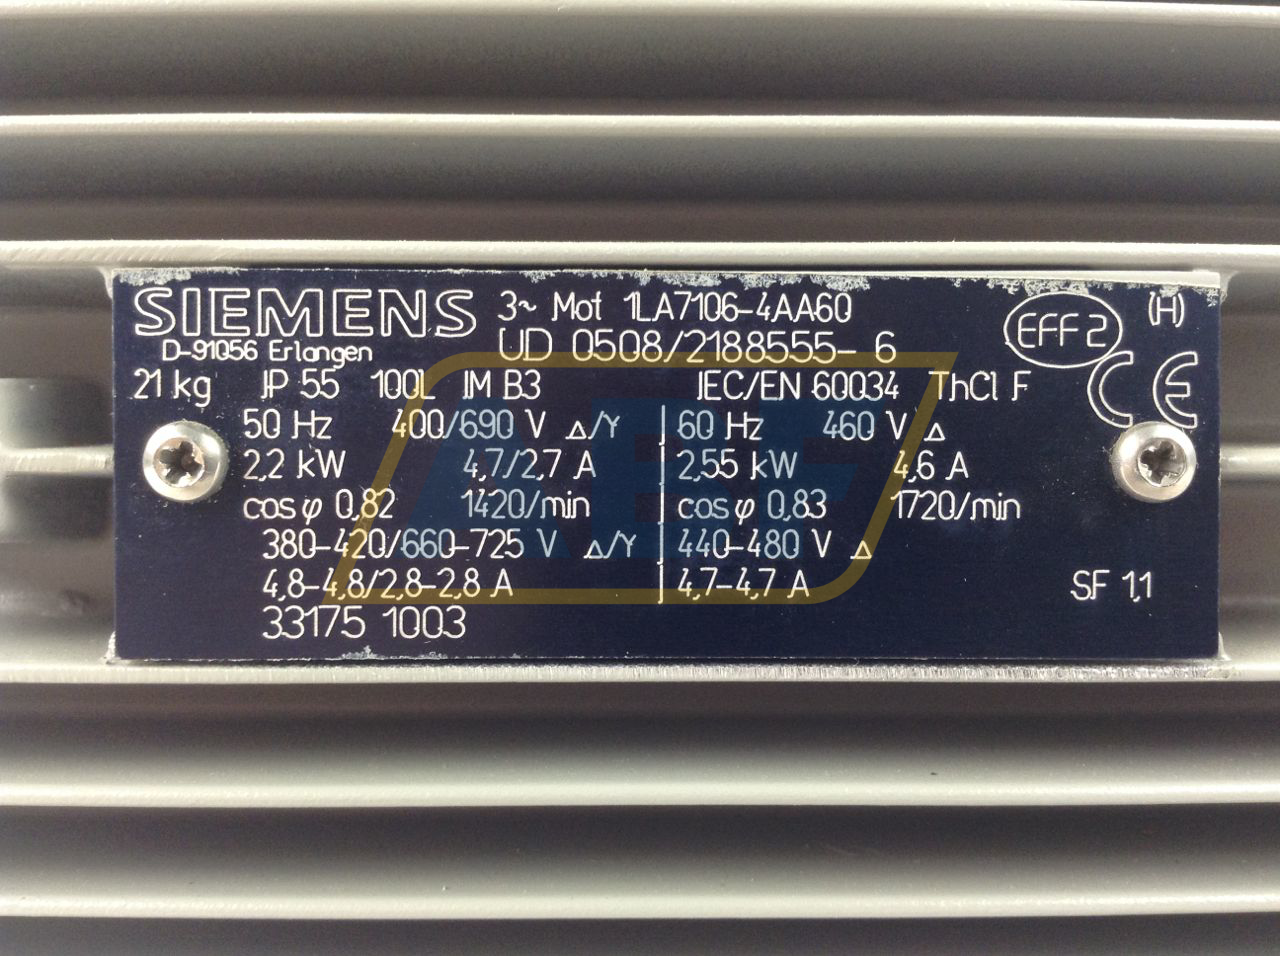 SIEMENS 3~ Mot 1LA7106-4AA60 EFF 2 (H)
D-91056 Erlangen UD 0508/2188555-6
21 kg IP 55 100L IM B3 IEC/EN 60034 ThCl F CE
50 Hz 400/690 V Δ/Y 60 Hz 460 V Δ
2,2 kW 4,7/2,7 A 2,55 kW 4,6 A
cos φ 0,82 1420/min cos φ 0,83 1720/min
380-420/660-725 V Δ/Y 440-480 V Δ
4,8-4,8/2,8-2,8 A 4,7-4,7 A SF 1,1
33175 1003